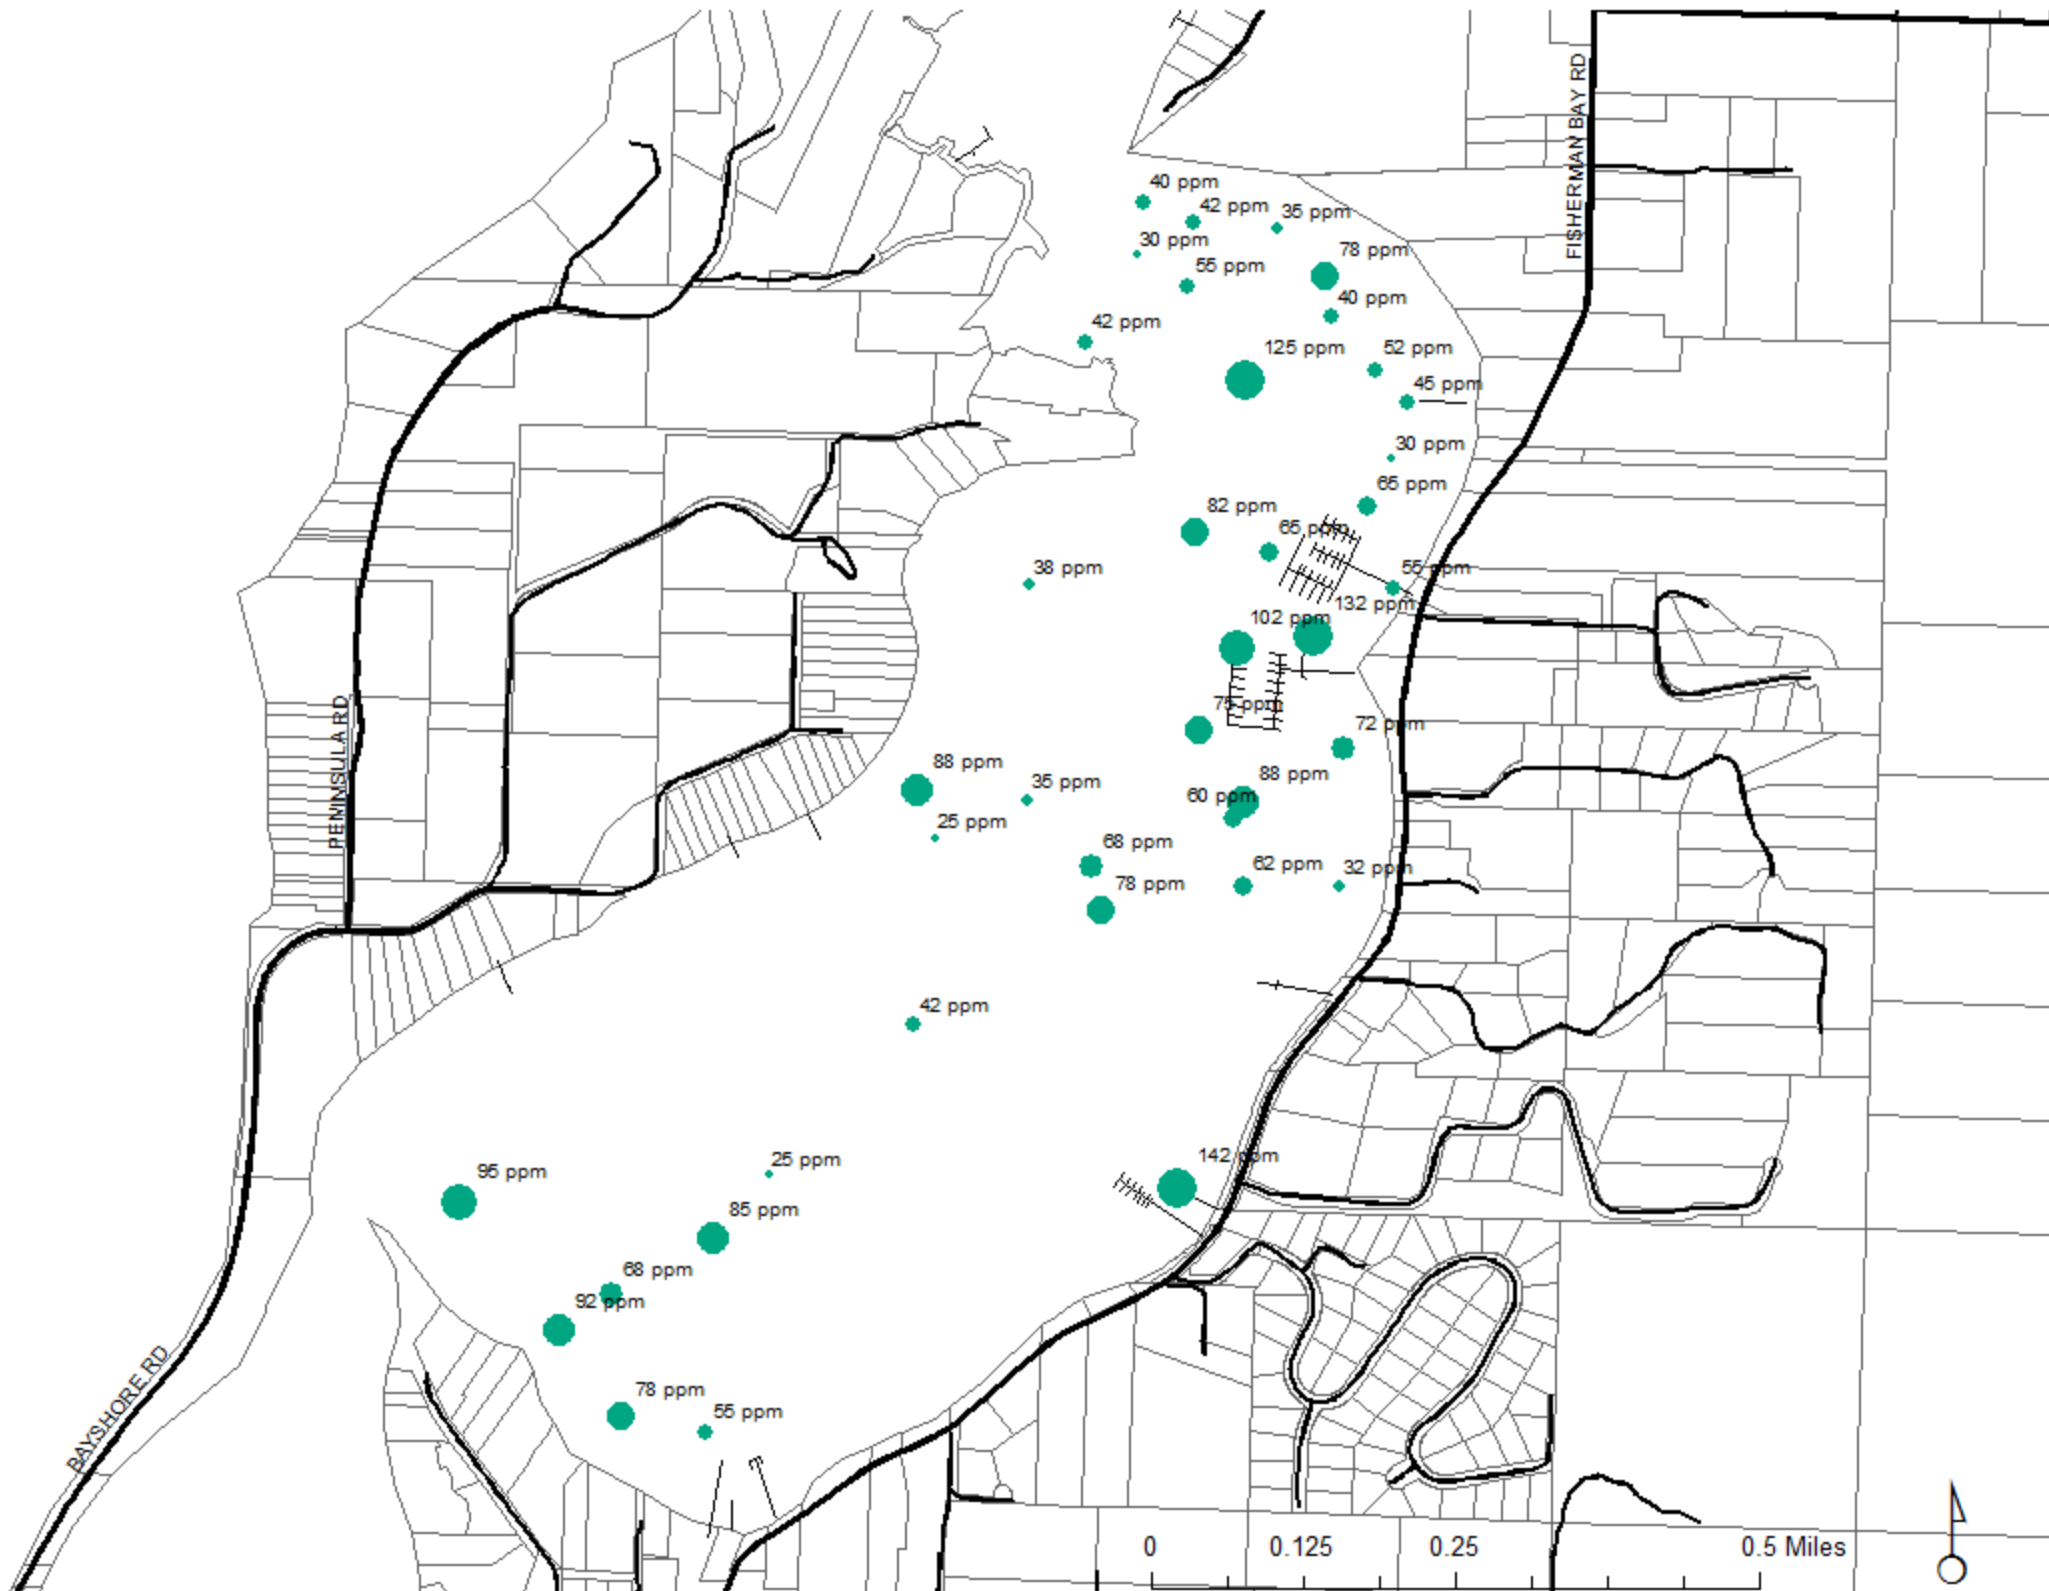 FISHERMAN BAY RD
40 ppm
42 ppm
35 ppm
30 ppm
78 ppm
55 ppm
40 ppm
42 ppm
125 ppm
52 ppm
45 ppm
30 ppm
65 ppm
82 ppm
65 ppm
38 ppm
55 ppm
132 ppm
102 ppm
75 ppm
72 ppm
PENINSULA RD
88 ppm
88 ppm
35 ppm
60 ppm
25 ppm
68 ppm
62 ppm
32 ppm
78 ppm
42 ppm
142 ppm
95 ppm
25 ppm
85 ppm
68 ppm
92 ppm
78 ppm
55 ppm
BAYSHORE RD
0 0.125 0.25 0.5 Miles